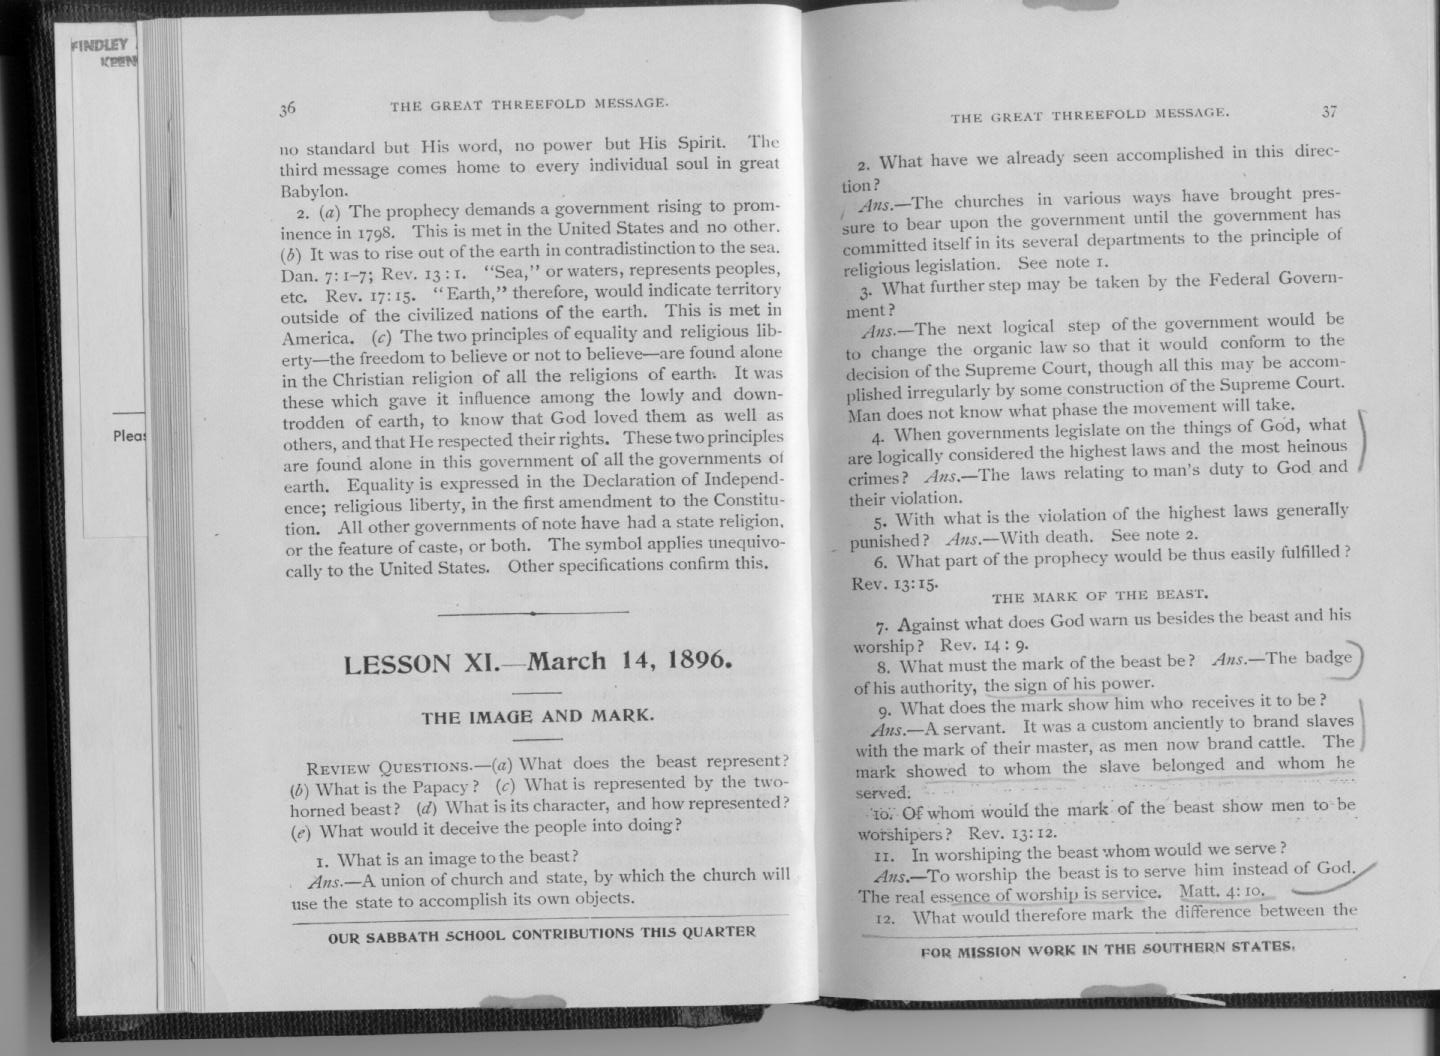 FINDLEY
KEEN
Pleas
36 THE GREAT THREEFOLD MESSAGE.
no standard but His word, no power but His Spirit. The
third message comes home to every individual soul in great
Babylon.
2. (a) The prophecy demands a government rising to prom-
inence in 1798. This is met in the United States and no other.
(b) It was to rise out of the earth in contradistinction to the sea.
Dan. 7:1-7; Rev. 13:1. "Sea," or waters, represents peoples,
etc. Rev. 17:15. "Earth," therefore, would indicate territory
outside of the civilized nations of the earth. This is met in
America. (c) The two principles of equality and religious lib-
erty—the freedom to believe or not to believe—are found alone
in the Christian religion of all the religions of earth. It was
these which gave it influence among the lowly and down-
trodden of earth, to know that God loved them as well as
others, and that He respected their rights. These two principles
are found alone in this government of all the governments of
earth. Equality is expressed in the Declaration of Independ-
ence; religious liberty, in the first amendment to the Constitu-
tion. All other governments of note have had a state religion,
or the feature of caste, or both. The symbol applies unequivo-
cally to the United States. Other specifications confirm this.
LESSON XI.—March 14, 1896.
THE IMAGE AND MARK.
REVIEW QUESTIONS.—(a) What does the beast represent?
(b) What is the Papacy? (c) What is represented by the two-
horned beast? (d) What is its character, and how represented?
(e) What would it deceive the people into doing?
1. What is an image to the beast?
Ans.—A union of church and state, by which the church will
use the state to accomplish its own objects.
OUR SABBATH SCHOOL CONTRIBUTIONS THIS QUARTER
THE GREAT THREEFOLD MESSAGE. 37
2. What have we already seen accomplished in this direc-
tion?
Ans.—The churches in various ways have brought pres-
sure to bear upon the government until the government has
committed itself in its several departments to the principle of
religious legislation. See note 1.
3. What further step may be taken by the Federal Govern-
ment?
Ans.—The next logical step of the government would be
to change the organic law so that it would conform to the
decision of the Supreme Court, though all this may be accom-
plished irregularly by some construction of the Supreme Court.
Man does not know what phase the movement will take.
4. When governments legislate on the things of God, what
are logically considered the highest laws and the most heinous
crimes? Ans.—The laws relating to man's duty to God and
their violation.
5. With what is the violation of the highest laws generally
punished? Ans.—With death. See note 2.
6. What part of the prophecy would be thus easily fulfilled?
Rev. 13:15.
THE MARK OF THE BEAST.
7. Against what does God warn us besides the beast and his
worship? Rev. 14:9.
8. What must the mark of the beast be? Ans.—The badge
of his authority, the sign of his power.
9. What does the mark show him who receives it to be?
Ans.—A servant. It was a custom anciently to brand slaves
with the mark of their master, as men now brand cattle. The
mark showed to whom the slave belonged and whom he
served.
10. Of whom would the mark of the beast show men to be
worshipers? Rev. 13:12.
11. In worshiping the beast whom would we serve?
Ans.—To worship the beast is to serve him instead of God.
The real essence of worship is service. Matt. 4:10.
12. What would therefore mark the difference between the
FOR MISSION WORK IN THE SOUTHERN STATES.